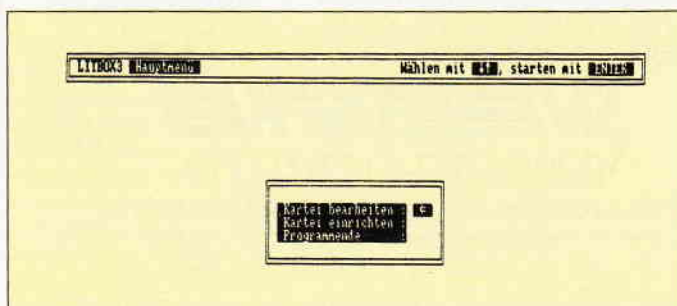 LITBOX3 Hauptmenü Wählen mit , starten mit ENTER
Kartei bearbeiten
Kartei einrichten
Programmende